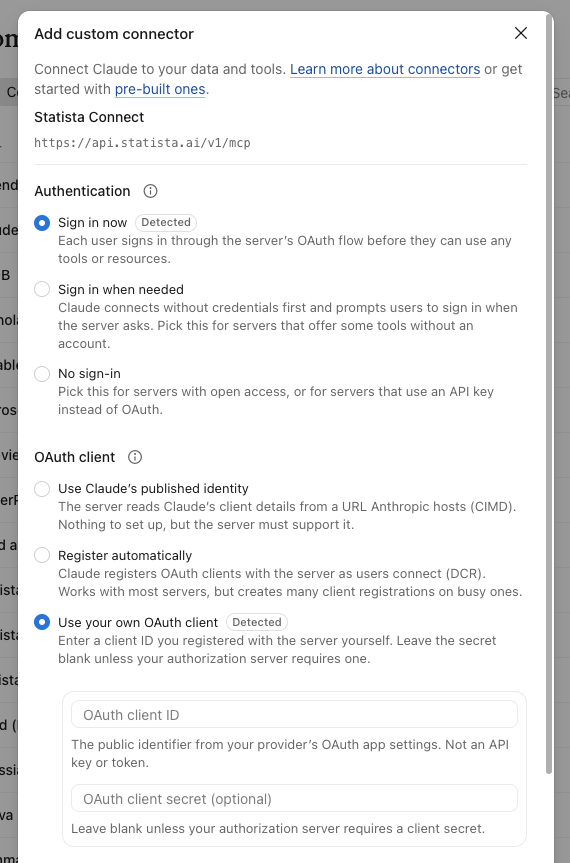 Add custom connector
Connect Claude to your data and tools. Learn more about connectors or get
started with pre-built ones.
Statista Connect
https://api.statista.ai/v1/mcp
Authentication
Sign in now Detected
Each user signs in through the server's OAuth flow before they can use any
tools or resources.
Sign in when needed
Claude connects without credentials first and prompts users to sign in when
the server asks. Pick this for servers that offer some tools without an
account.
No sign-in
Pick this for servers with open access, or for servers that use an API key
instead of OAuth.
OAuth client
Use Claude's published identity
The server reads Claude's client details from a URL Anthropic hosts (CIMD).
Nothing to set up, but the server must support it.
Register automatically
Claude registers OAuth clients with the server as users connect (DCR).
Works with most servers, but creates many client registrations on busy ones.
Use your own OAuth client Detected
Enter a client ID you registered with the server yourself. Leave the secret
blank unless your authorization server requires one.
OAuth client ID
The public identifier from your provider's OAuth app settings. Not an API
key or token.
OAuth client secret (optional)
Leave blank unless your authorization server requires a client secret.